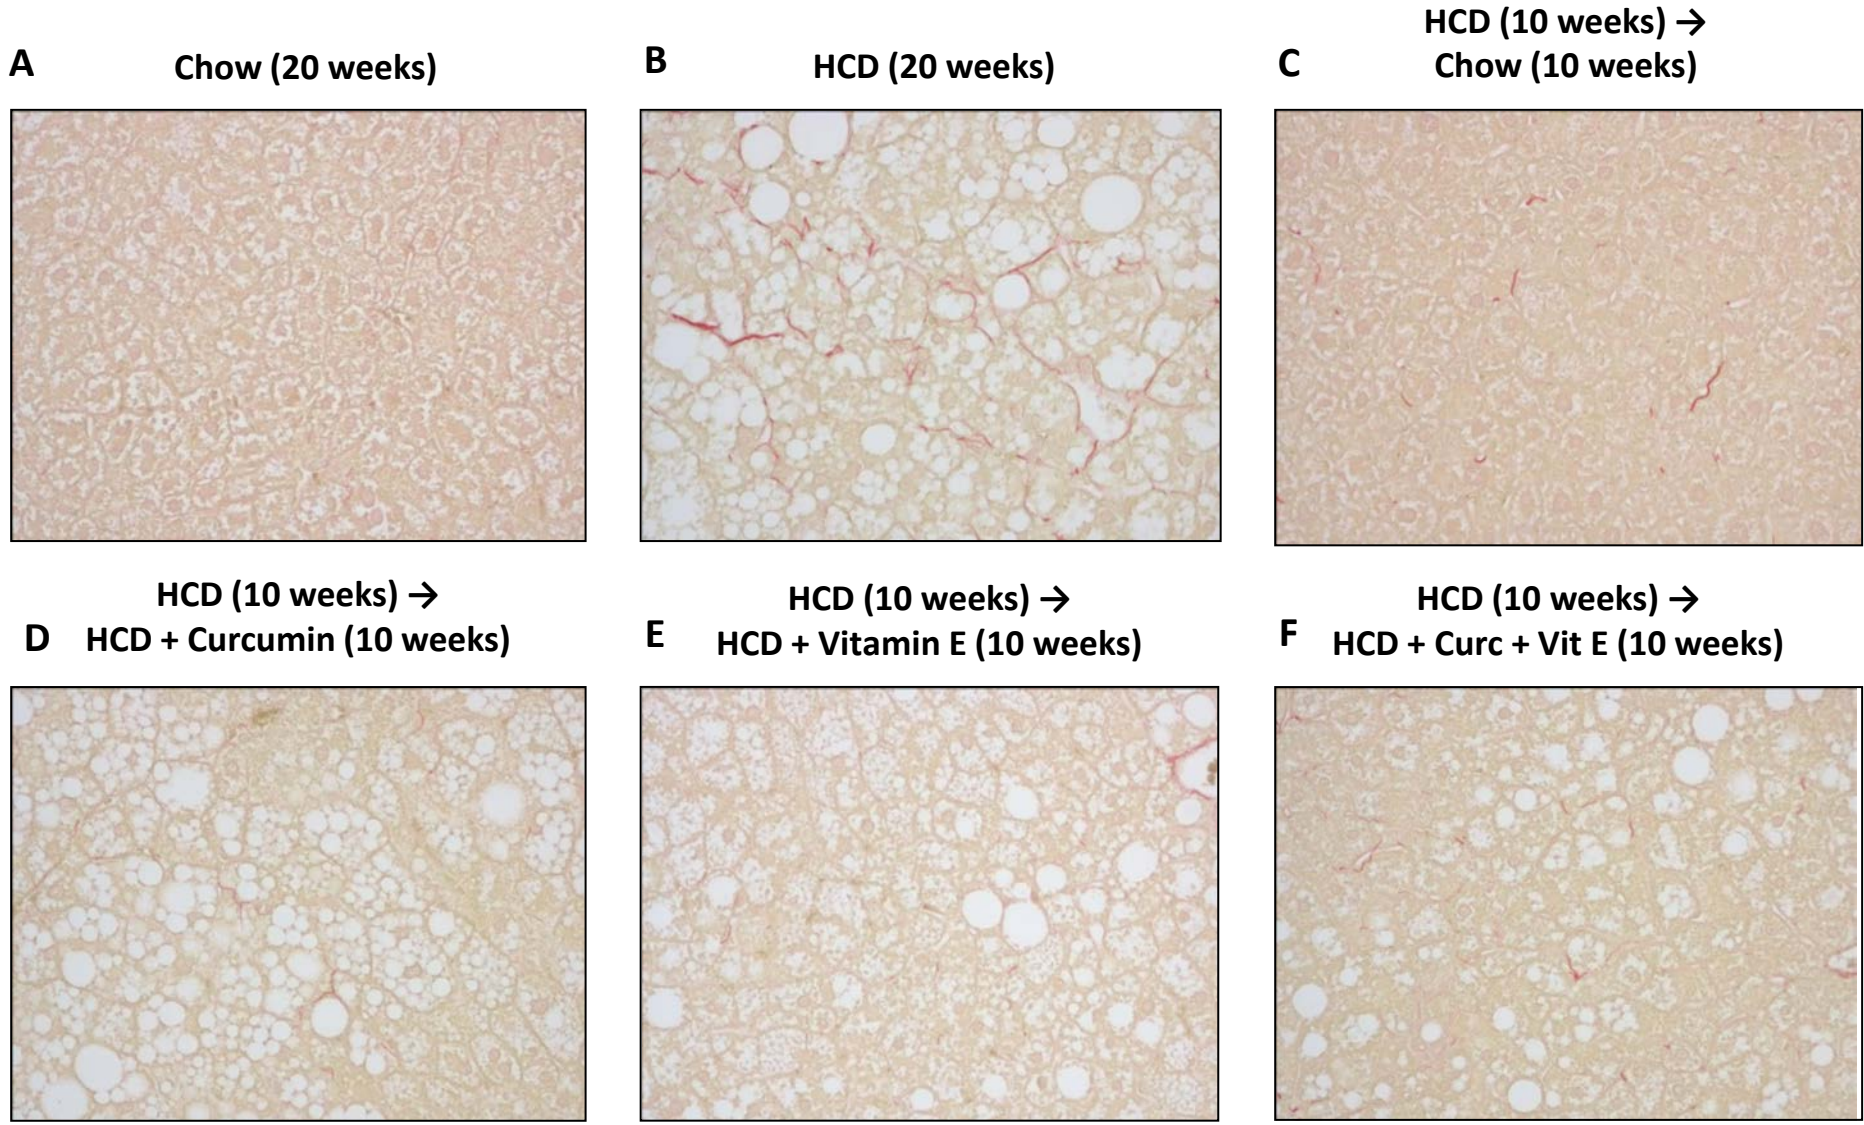 A
Chow (20 weeks)
B
HCD (20 weeks)
C
HCD (10 weeks) →
Chow (10 weeks)
D
HCD (10 weeks) →
HCD + Curcumin (10 weeks)
E
HCD (10 weeks) →
HCD + Vitamin E (10 weeks)
F
HCD (10 weeks) →
HCD + Curc + Vit E (10 weeks)